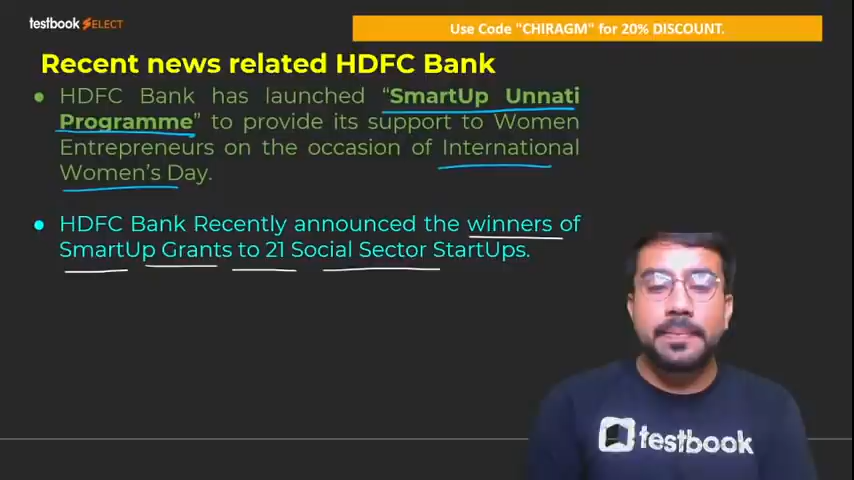 testbook SELECT
Use Code "CHIRAGM" for 20% DISCOUNT.
Recent news related HDFC Bank
● HDFC Bank has launched “SmartUp Unnati
Programme” to provide its support to Women
Entrepreneurs on the occasion of International
Women’s Day.
● HDFC Bank Recently announced the winners of
SmartUp Grants to 21 Social Sector StartUps.
testbook